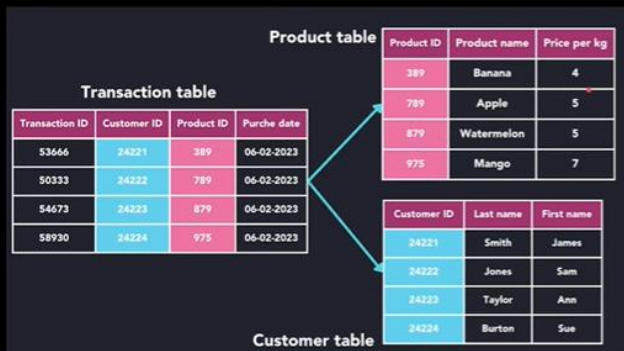 Product table
Product ID Product name Price per kg
389 Banana 4
789 Apple 5
879 Watermelon 5
975 Mango 7
Transaction table
Transaction ID Customer ID Product ID Purche date
53666 24221 389 06-02-2023
50333 24222 789 06-02-2023
54673 24223 879 06-02-2023
58930 24224 975 06-02-2023
Customer ID Last name First name
24221 Smith James
24222 Jones Sam
24223 Taylor Ann
24224 Burton Sue
Customer table